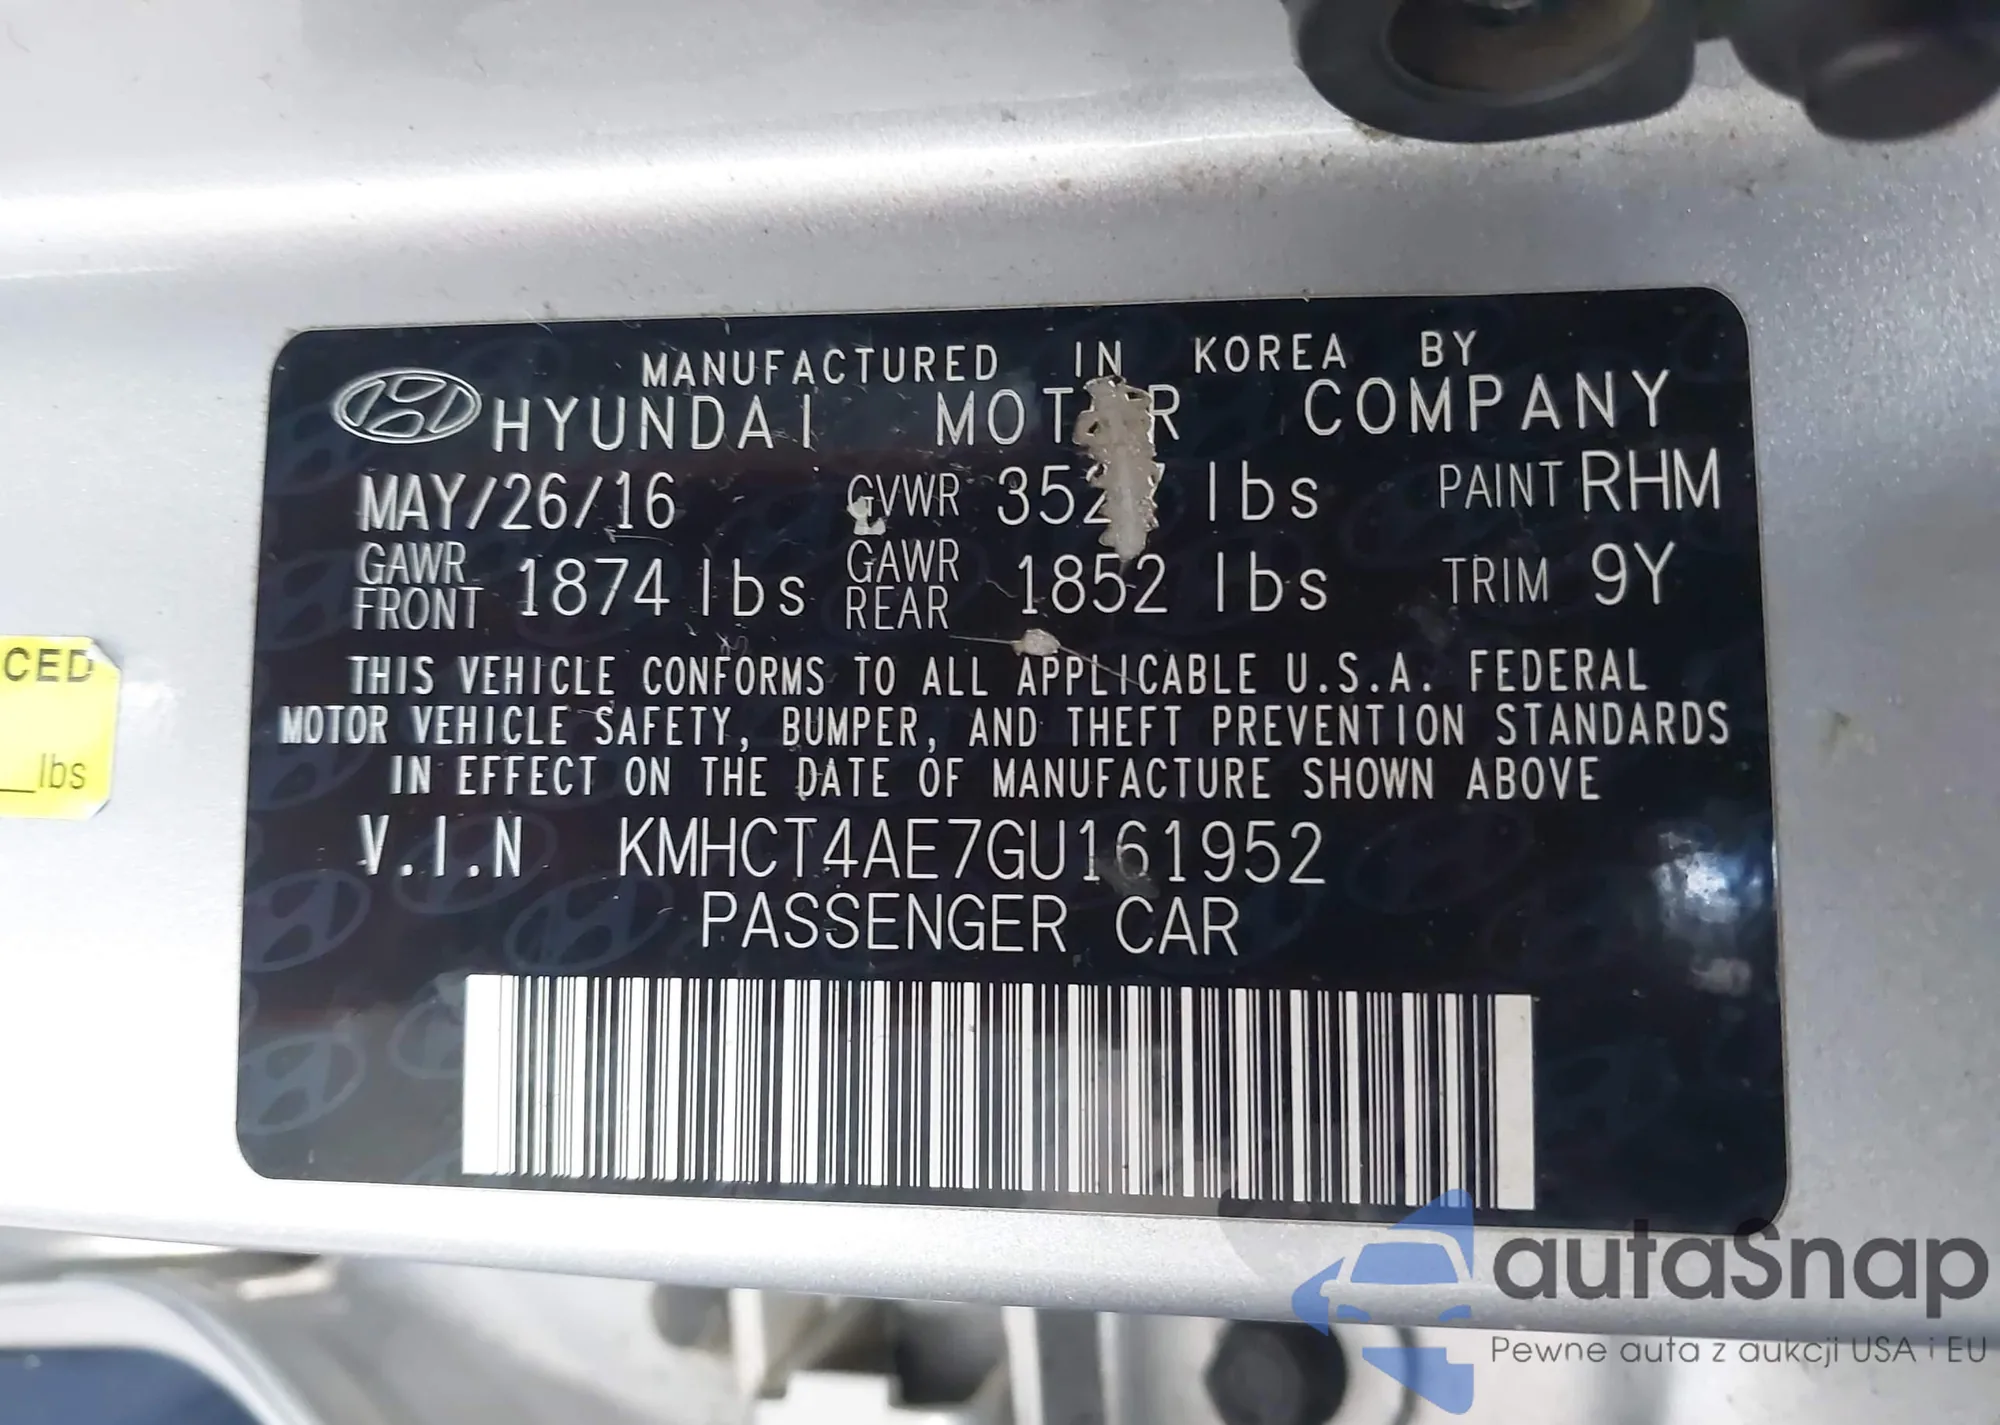 MANUFACTURED IN KOREA BY
HYUNDAI MOTOR COMPANY
MAY/26/16 GVWR 3527 lbs PAINT RHM
GAWR FRONT 1874 lbs GAWR REAR 1852 lbs TRIM 9Y
THIS VEHICLE CONFORMS TO ALL APPLICABLE U.S.A. FEDERAL
MOTOR VEHICLE SAFETY, BUMPER, AND THEFT PREVENTION STANDARDS
IN EFFECT ON THE DATE OF MANUFACTURE SHOWN ABOVE
V.I.N KMHCT4AE7GU161952
PASSENGER CAR
CED
lbs
autaSnap
Pewne auta z aukcji USA i EU